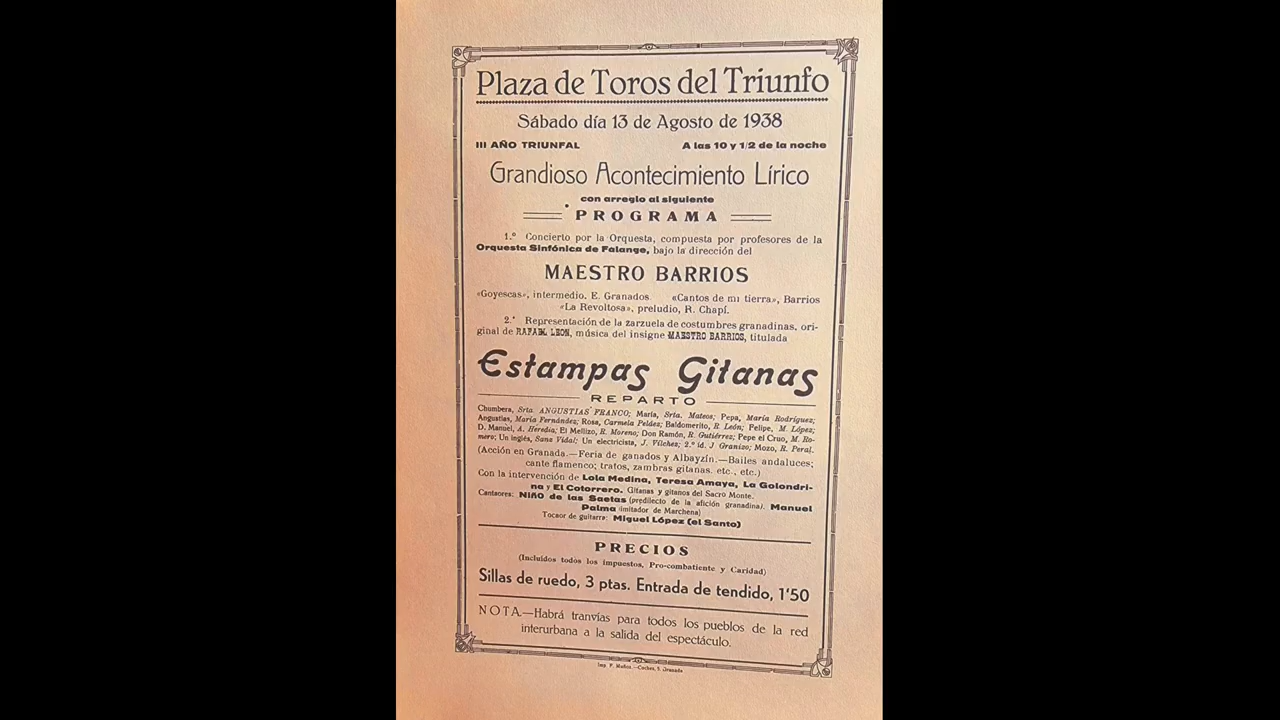 Plaza de Toros del Triunfo
Sábado día 13 de Agosto de 1938
III AÑO TRIUNFAL A las 10 y 1/2 de la noche
Grandioso Acontecimiento Lírico
con arreglo al siguiente
PROGRAMA
1.º Concierto por la Orquesta, compuesta por profesores de la
Orquesta Sinfónica de Falange, bajo la dirección del
MAESTRO BARRIOS
«Goyescas», intermedio. E. Granados «Cantos de mi tierra», Barrios
«La Revoltosa», preludio, R. Chapí.
2.º Representación de la zarzuela de costumbres granadinas, ori-
ginal de RAFAEL LEON, música del insigne MAESTRO BARRIOS, titulada
Estampas Gitanas
REPARTO
Chumbera, Srta. ANGUSTIAS FRANCO; María, Srta. Mateos; Pepa, María Rodríguez;
Angustias, María Fernández; Rosa, Carmela Peldez; Baldomerito, R. León; Felipe, M. López;
D. Manuel, A. Heredia; El Mellizo, R. Moreno; Don Ramón, R. Gutiérrez; Pepe el Cruo, M. Ro-
mero; Un inglés, Sanz Vidal; Un electricista, J. Vílches; 2.º id. J Granizo; Mozo, R. Peral.
(Acción en Granada.—Feria de ganados y Albayzín.—Bailes andaluces;
cante flamenco; tratos, zambras gitanas. etc., etc.)
Con la intervención de Lola Medina, Teresa Amaya, La Golondri-
na y El Cotorrero. Gitanas y gitanos del Sacro Monte.
Cantaores: Niño de las Saetas (predilecto de la afición granadina). Manuel
Palma (imitador de Marchena)
Tocaor de guitarra: Miguel López (el Santo)
PRECIOS
(Incluídos todos los impuestos, Pro-combatiente y Caridad)
Sillas de ruedo, 3 ptas. Entrada de tendido, 1'50
NOTA.—Habrá tranvías para todos los pueblos de la red
interurbana a la salida del espectáculo.
Imp. P. Muñoz.— Granada